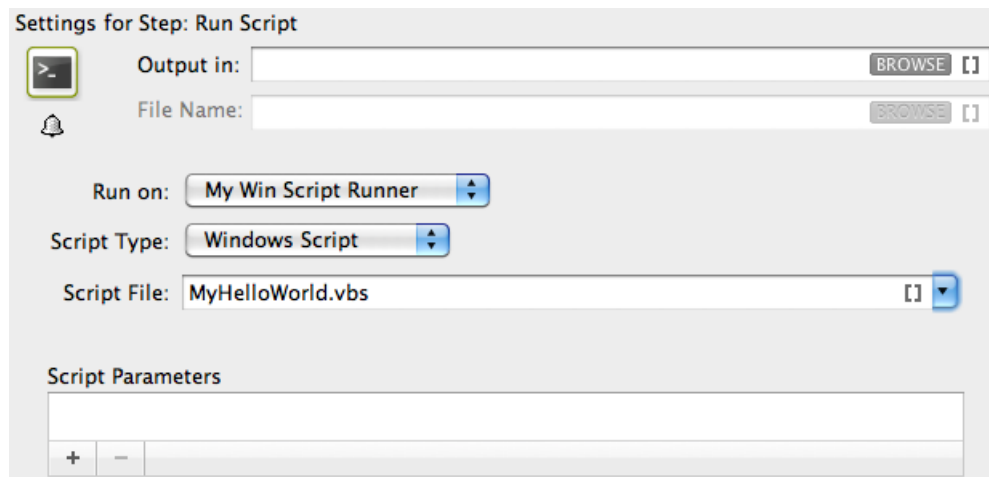 Settings for Step: Run Script
>_ Output in: BROWSE []
File Name: BROWSE []
Run on: My Win Script Runner
Script Type: Windows Script
Script File: MyHelloWorld.vbs []
Script Parameters
+ −